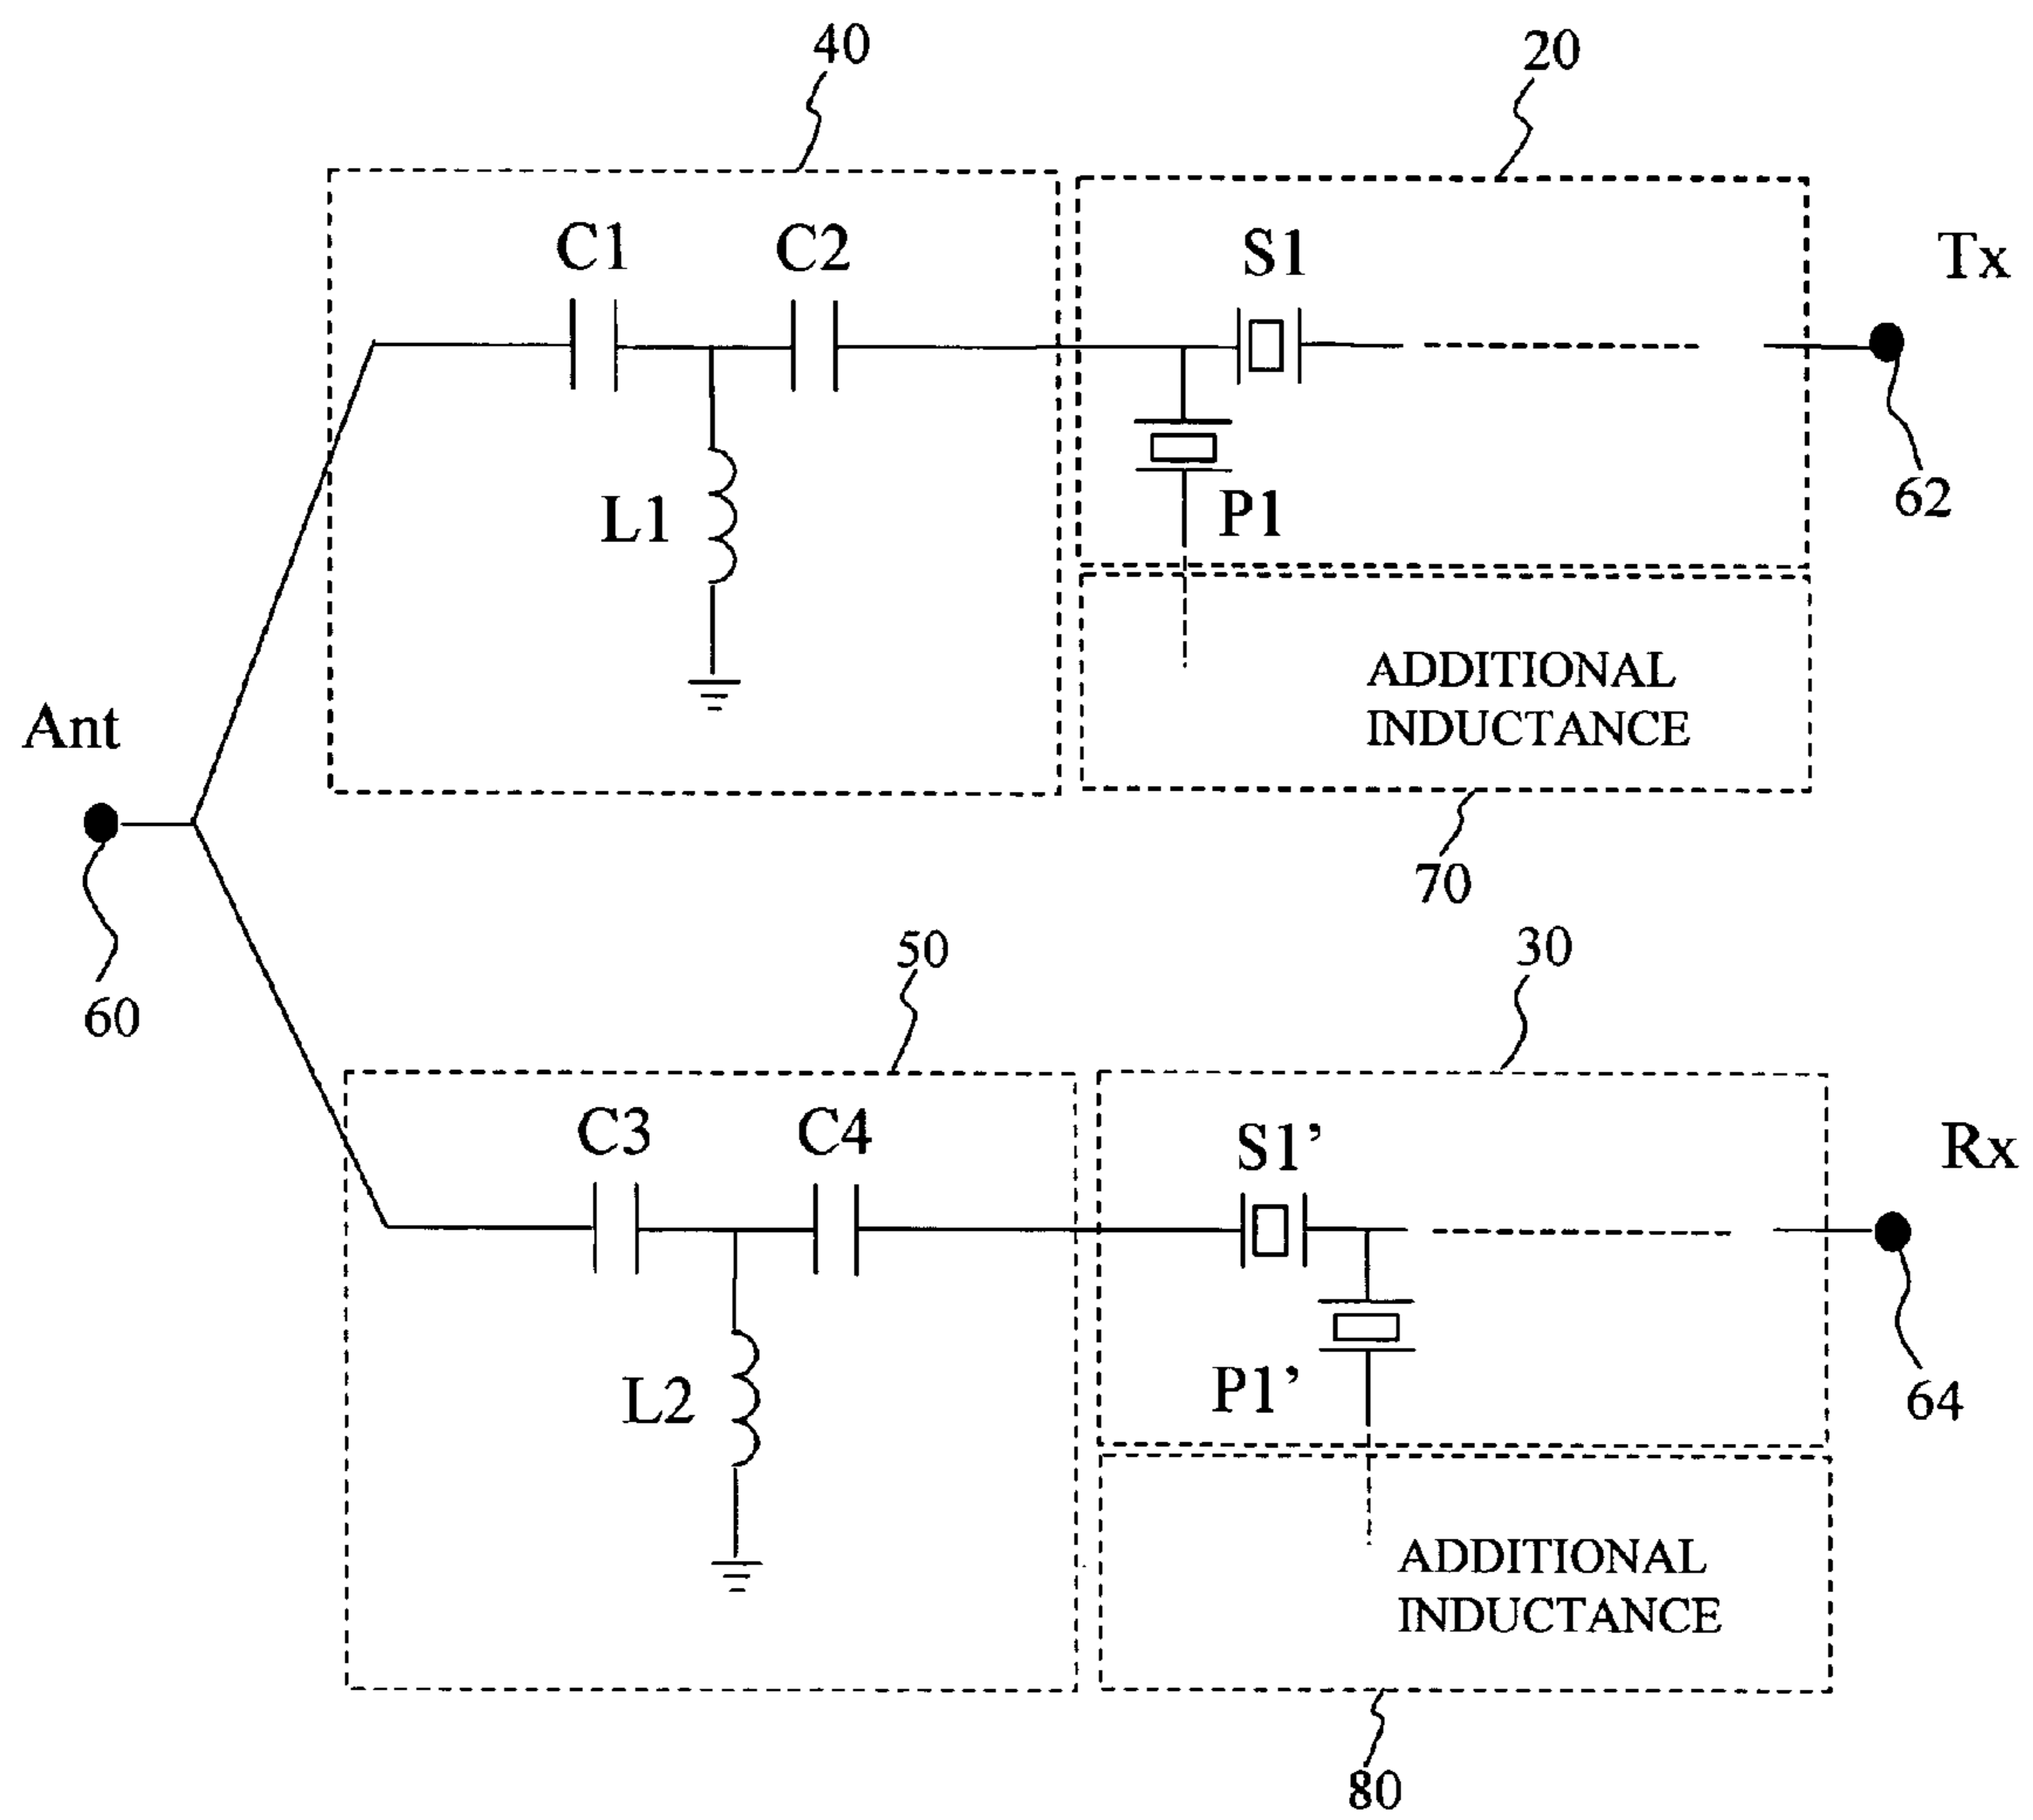 40
20
C1
C2
S1
Tx
L1
P1
62
ADDITIONAL
INDUCTANCE
Ant
70
60
50
30
C3
C4
S1’
Rx
L2
P1’
64
ADDITIONAL
INDUCTANCE
80